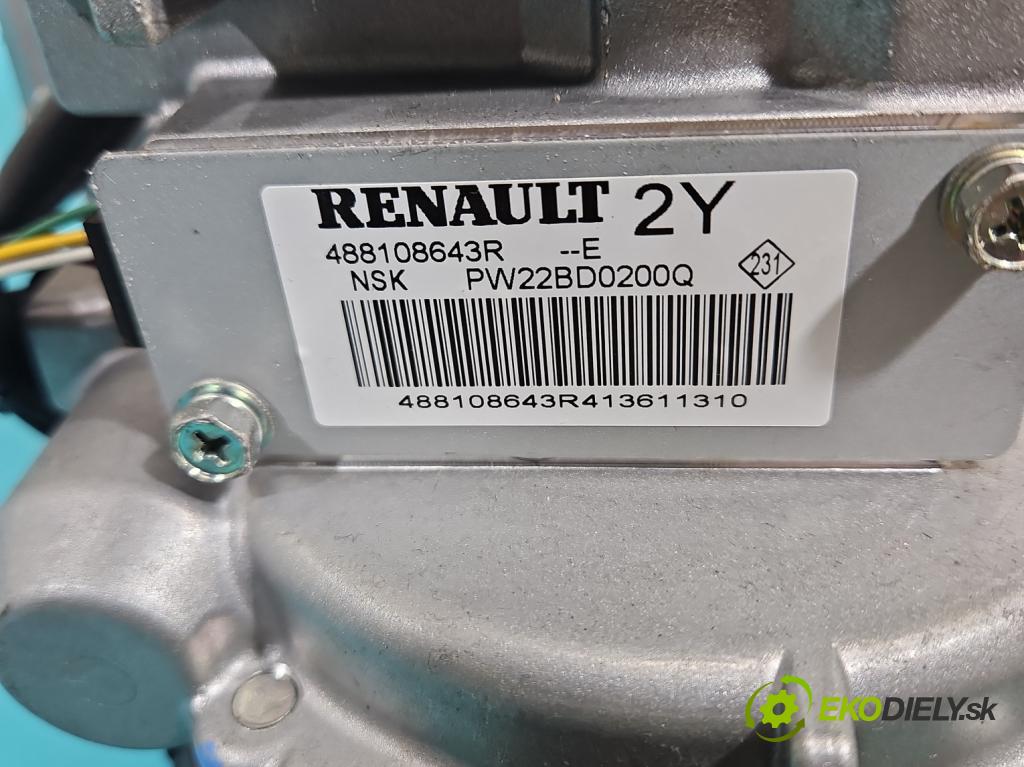 RENAULT 2Y
488108643R --E
NSK PW22BD0200Q 231
488108643R413611310
EKODIELY.sk